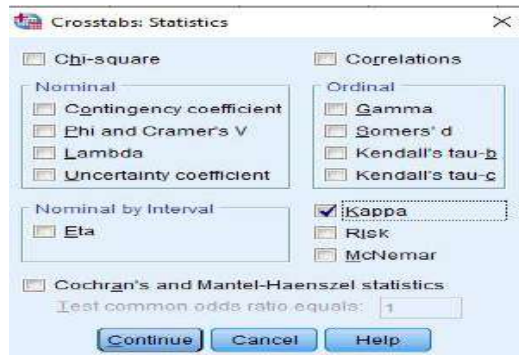 Crosstabs: Statistics
Chi-square
Correlations
Nominal
Contingency coefficient
Phi and Cramer's V
Lambda
Uncertainty coefficient
Ordinal
Gamma
Somers' d
Kendall's tau-b
Kendall's tau-c
Nominal by Interval
Eta
Kappa
Risk
McNemar
Cochran's and Mantel-Haenszel statistics
Test common odds ratio equals: 1
Continue Cancel Help